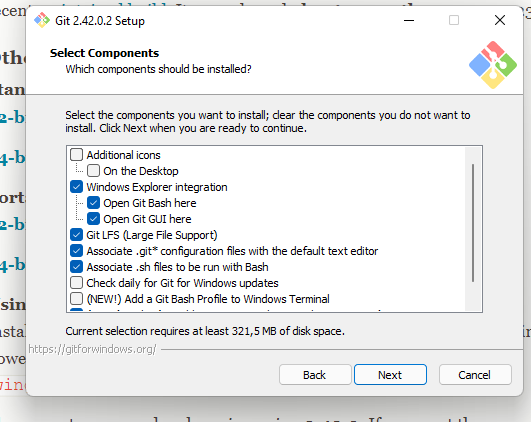 Git 2.42.0.2 Setup
Select Components
Which components should be installed?
Select the components you want to install; clear the components you do not want to
install. Click Next when you are ready to continue.
Additional icons
On the Desktop
Windows Explorer integration
Open Git Bash here
Open Git GUI here
Git LFS (Large File Support)
Associate .git* configuration files with the default text editor
Associate .sh files to be run with Bash
Check daily for Git for Windows updates
(NEW!) Add a Git Bash Profile to Windows Terminal
Current selection requires at least 321,5 MB of disk space.
https://gitforwindows.org/
Back
Next
Cancel